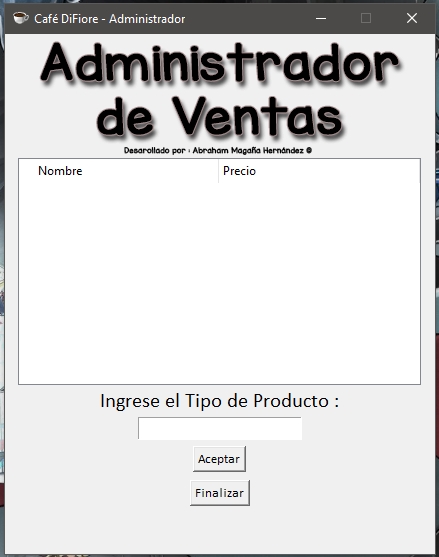 Café DiFiore - Administrador
Administrador
de Ventas
Desarollado por : Abraham Magaña Hernández ©
Nombre Precio
Ingrese el Tipo de Producto :
Aceptar
Finalizar